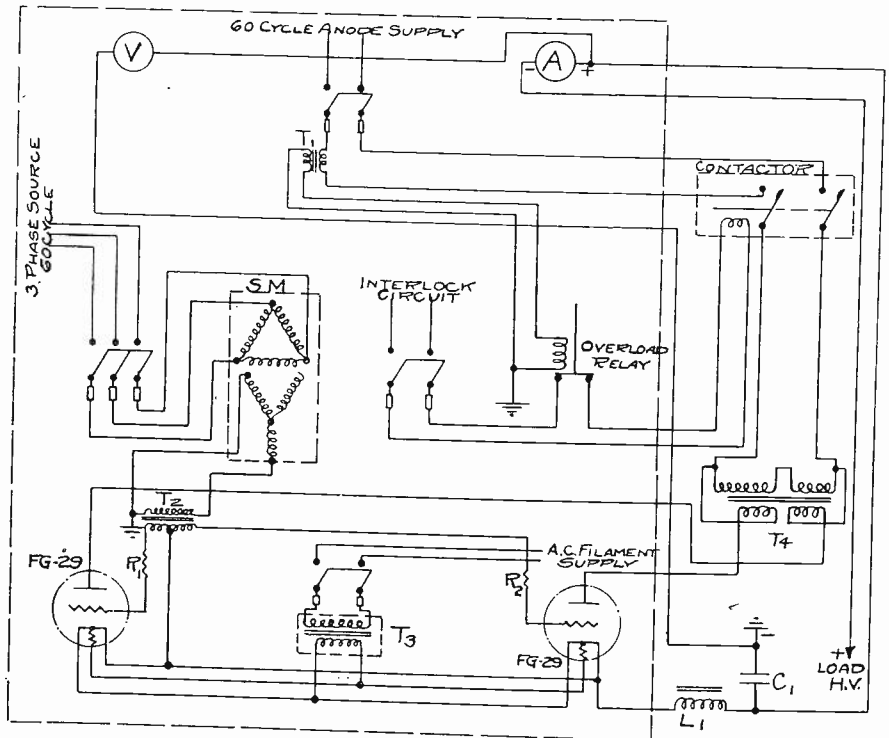 60 CYCLE ANODE SUPPLY
V
A
- +
T1
CONTACTOR
3. PHASE SOURCE
60 CYCLE
S M
INTERLOCK
CIRCUIT
OVERLOAD
RELAY
T2
T4
FG-29
R1
A.C. FILAMENT
SUPPLY
R2
T3
FG-29
-
+
LOAD
H.V.
C1
L1